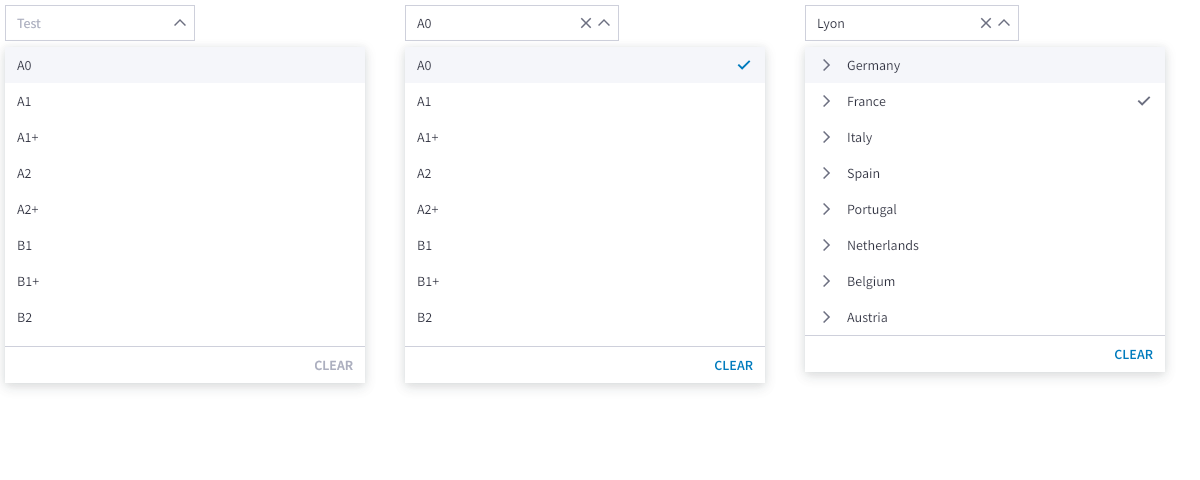 Test
A0
A1
A1+
A2
A2+
B1
B1+
B2
CLEAR
A0
A0
A1
A1+
A2
A2+
B1
B1+
B2
CLEAR
Lyon
Germany
France
Italy
Spain
Portugal
Netherlands
Belgium
Austria
CLEAR